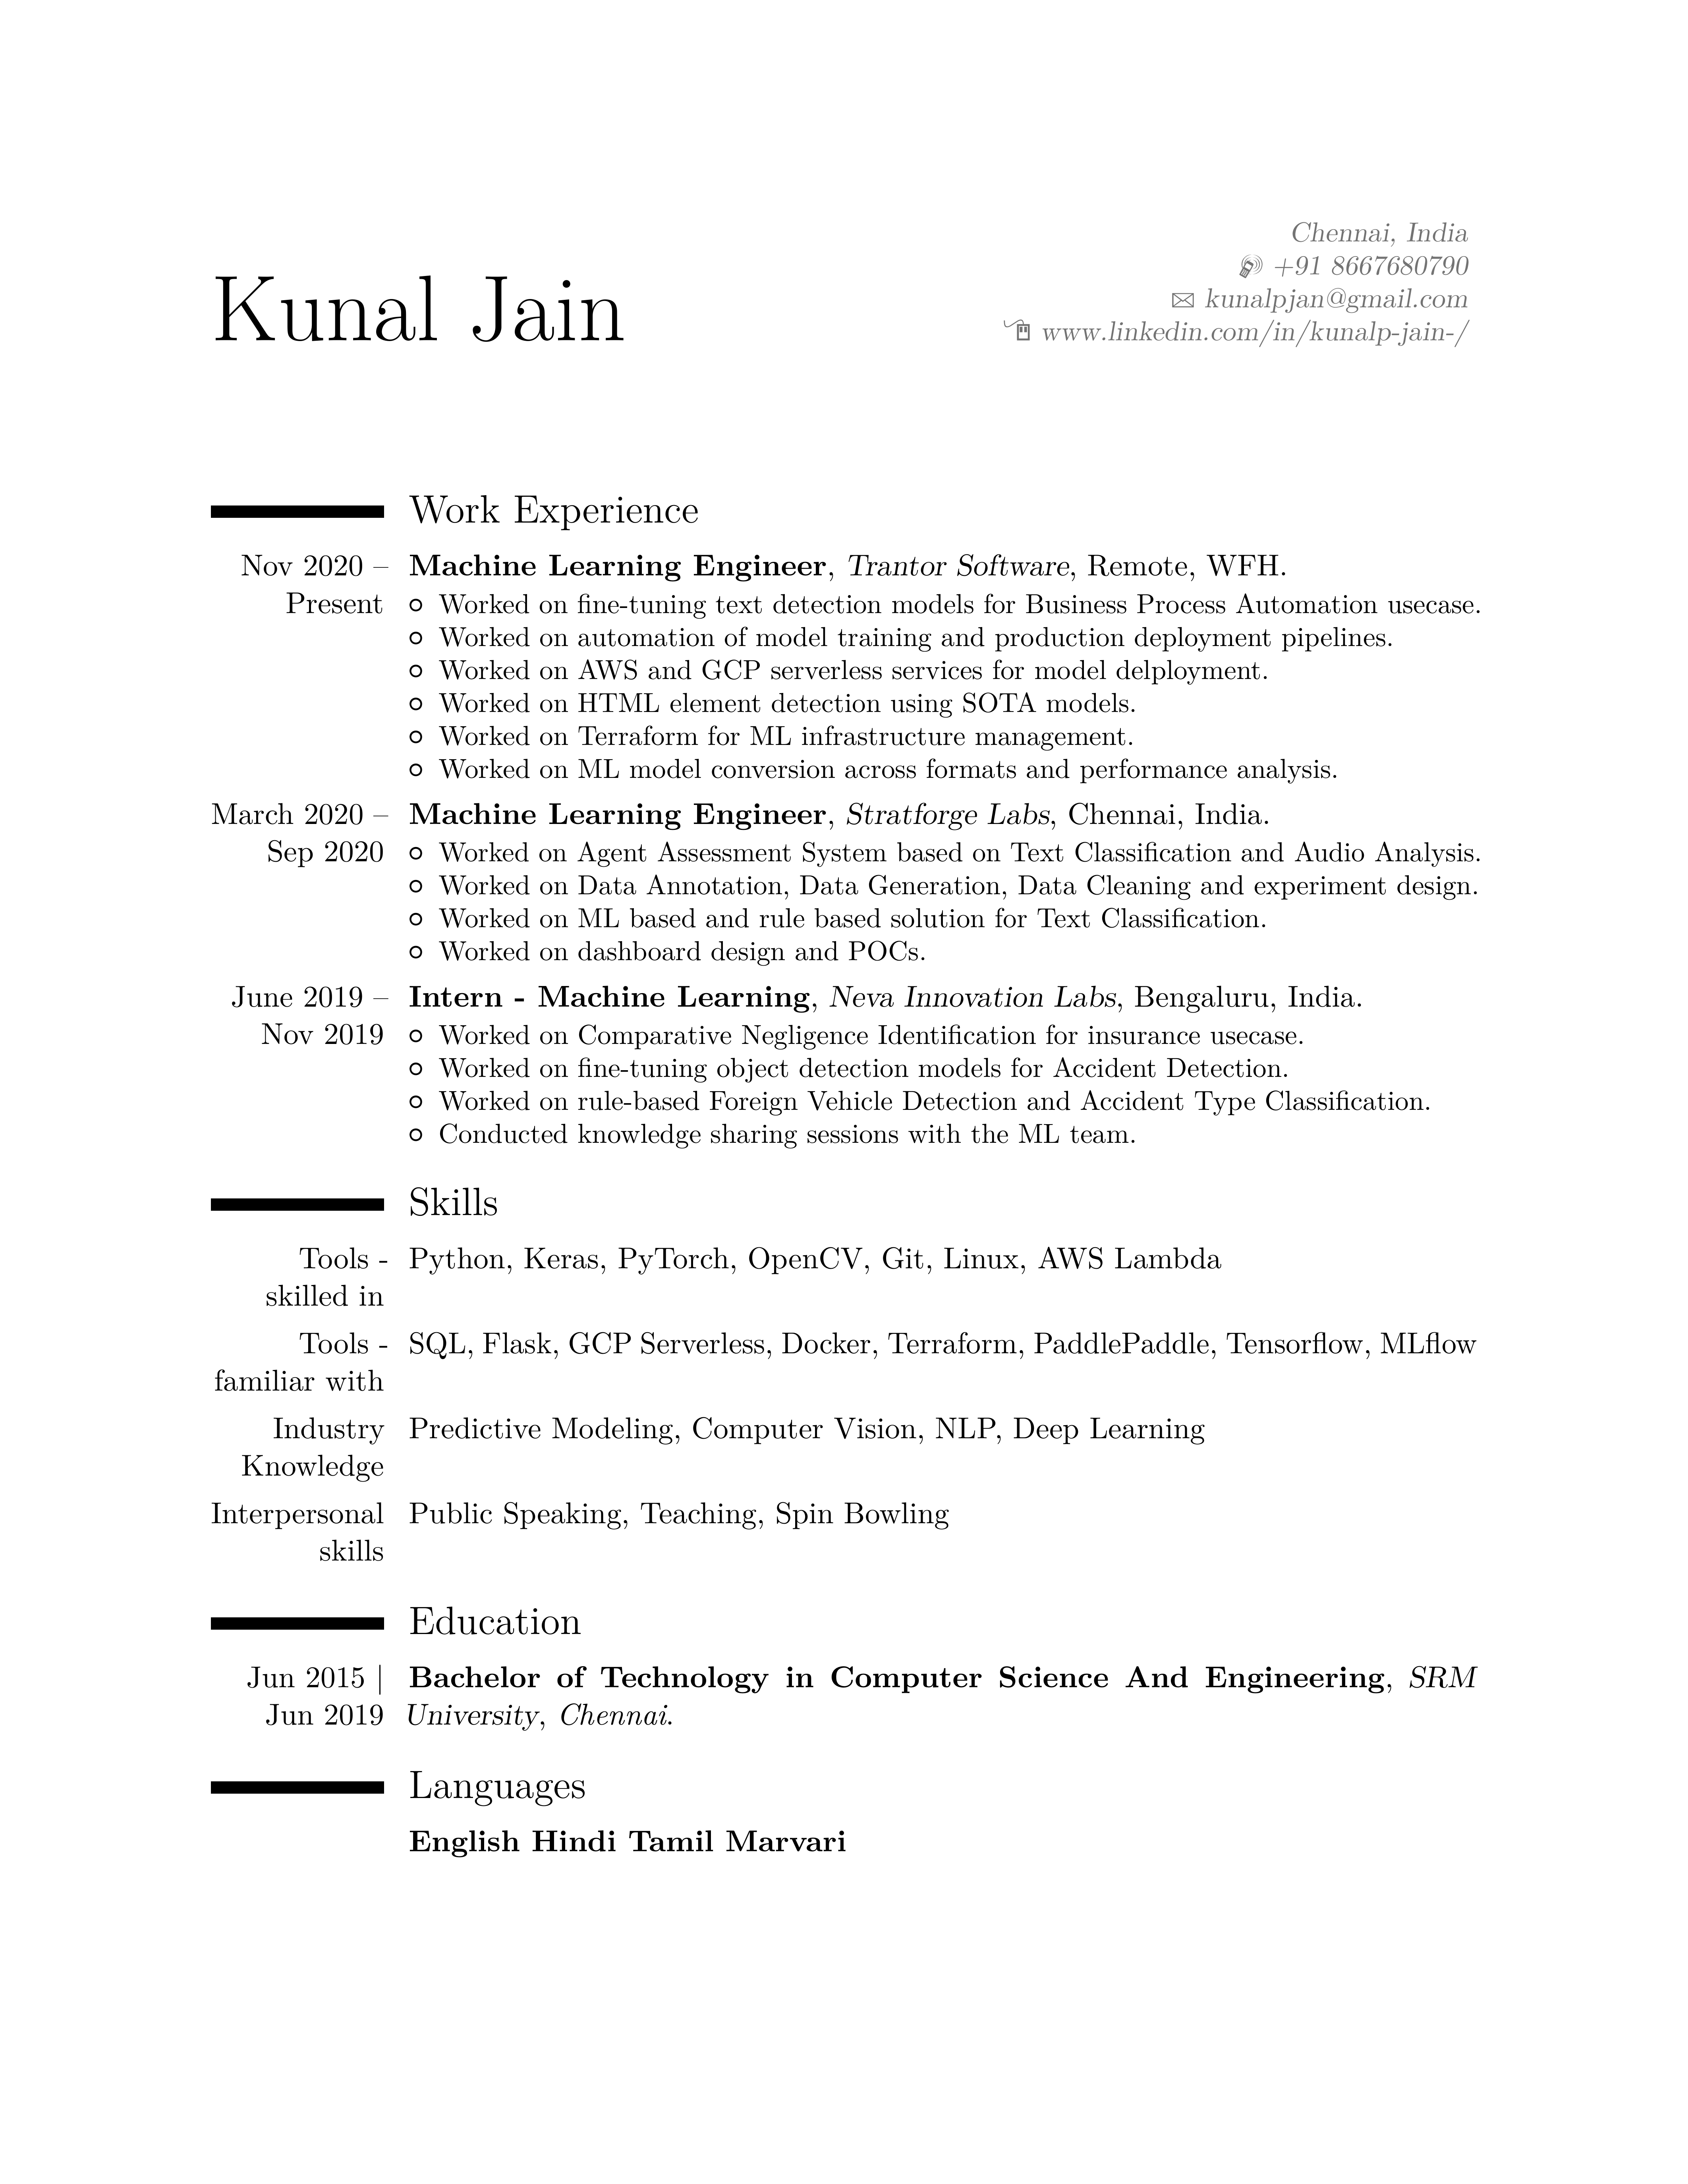 Kunal Jain
Chennai, India
+91 8667680790
kunalpjan@gmail.com
www.linkedin.com/in/kunalp-jain-/
Work Experience
Nov 2020 – Machine Learning Engineer, Trantor Software, Remote, WFH.
Present ○ Worked on fine-tuning text detection models for Business Process Automation usecase.
○ Worked on automation of model training and production deployment pipelines.
○ Worked on AWS and GCP serverless services for model delployment.
○ Worked on HTML element detection using SOTA models.
○ Worked on Terraform for ML infrastructure management.
○ Worked on ML model conversion across formats and performance analysis.
March 2020 – Machine Learning Engineer, Stratforge Labs, Chennai, India.
Sep 2020 ○ Worked on Agent Assessment System based on Text Classification and Audio Analysis.
○ Worked on Data Annotation, Data Generation, Data Cleaning and experiment design.
○ Worked on ML based and rule based solution for Text Classification.
○ Worked on dashboard design and POCs.
June 2019 – Intern - Machine Learning, Neva Innovation Labs, Bengaluru, India.
Nov 2019 ○ Worked on Comparative Negligence Identification for insurance usecase.
○ Worked on fine-tuning object detection models for Accident Detection.
○ Worked on rule-based Foreign Vehicle Detection and Accident Type Classification.
○ Conducted knowledge sharing sessions with the ML team.
Skills
Tools - Python, Keras, PyTorch, OpenCV, Git, Linux, AWS Lambda
skilled in
Tools - SQL, Flask, GCP Serverless, Docker, Terraform, PaddlePaddle, Tensorflow, MLflow
familiar with
Industry Predictive Modeling, Computer Vision, NLP, Deep Learning
Knowledge
Interpersonal Public Speaking, Teaching, Spin Bowling
skills
Education
Jun 2015 | Bachelor of Technology in Computer Science And Engineering, SRM
Jun 2019 University, Chennai.
Languages
English Hindi Tamil Marvari